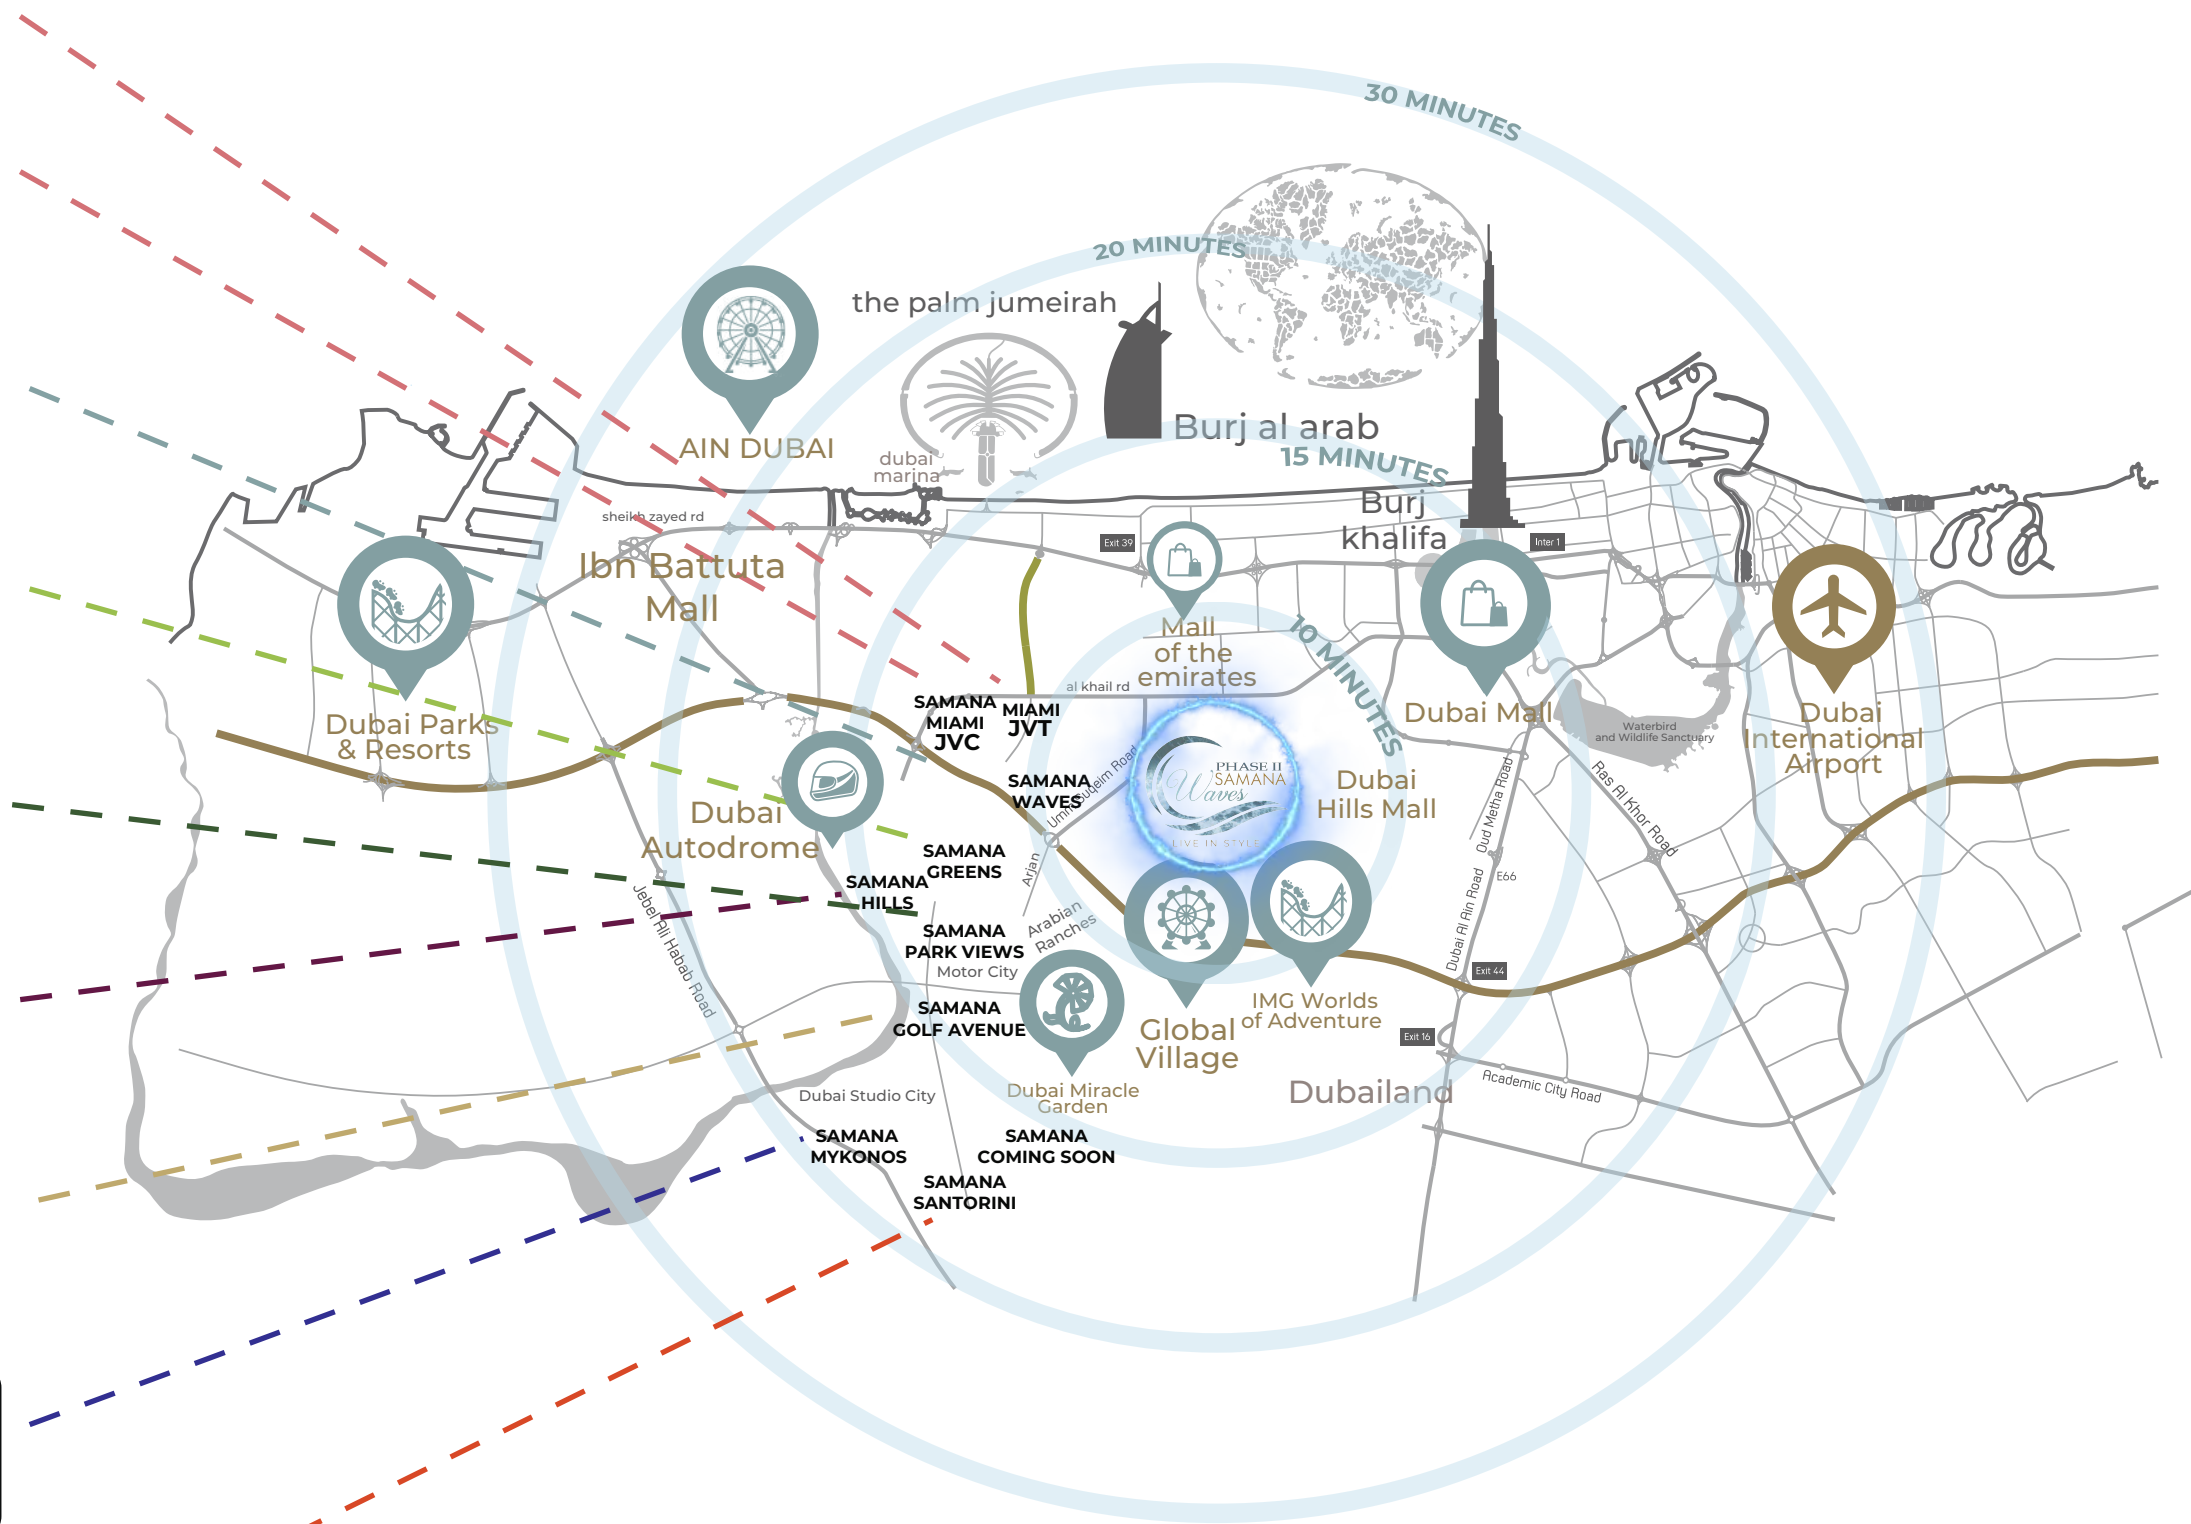 30 MINUTES
20 MINUTES
the palm jumeirah
Burj al arab
15 MINUTES
AIN DUBAI
dubai
marina
Burj
khalifa
sheikh zayed rd
Exit 39
Inter 1
Ibn Battuta
Mall
Mall
of the
emirates
10 MINUTES
al khail rd
SAMANA
MIAMI
JVC
MIAMI
JVT
Dubai Parks
& Resorts
Dubai Mall
Waterbird
and Wildlife Sanctuary
Dubai
International
Airport
SAMANA
WAVES
Umm Suqeim Road
PHASE II
SAMANA
Waves
LIVE IN STYLE
Dubai
Hills Mall
Oud Metha Road
Ras Al Khor Road
Dubai
Autodrome
SAMANA
GREENS
Arjan
E66
SAMANA
HILLS
Jebel Ali Habab Road
Arabian
Ranches
SAMANA
PARK VIEWS
Motor City
Dubai Al Ain Road
Exit 44
SAMANA
GOLF AVENUE
IMG Worlds
of Adventure
Global
Village
Exit 16
Dubai Miracle
Garden
Dubailand
Academic City Road
Dubai Studio City
SAMANA
MYKONOS
SAMANA
COMING SOON
SAMANA
SANTORINI